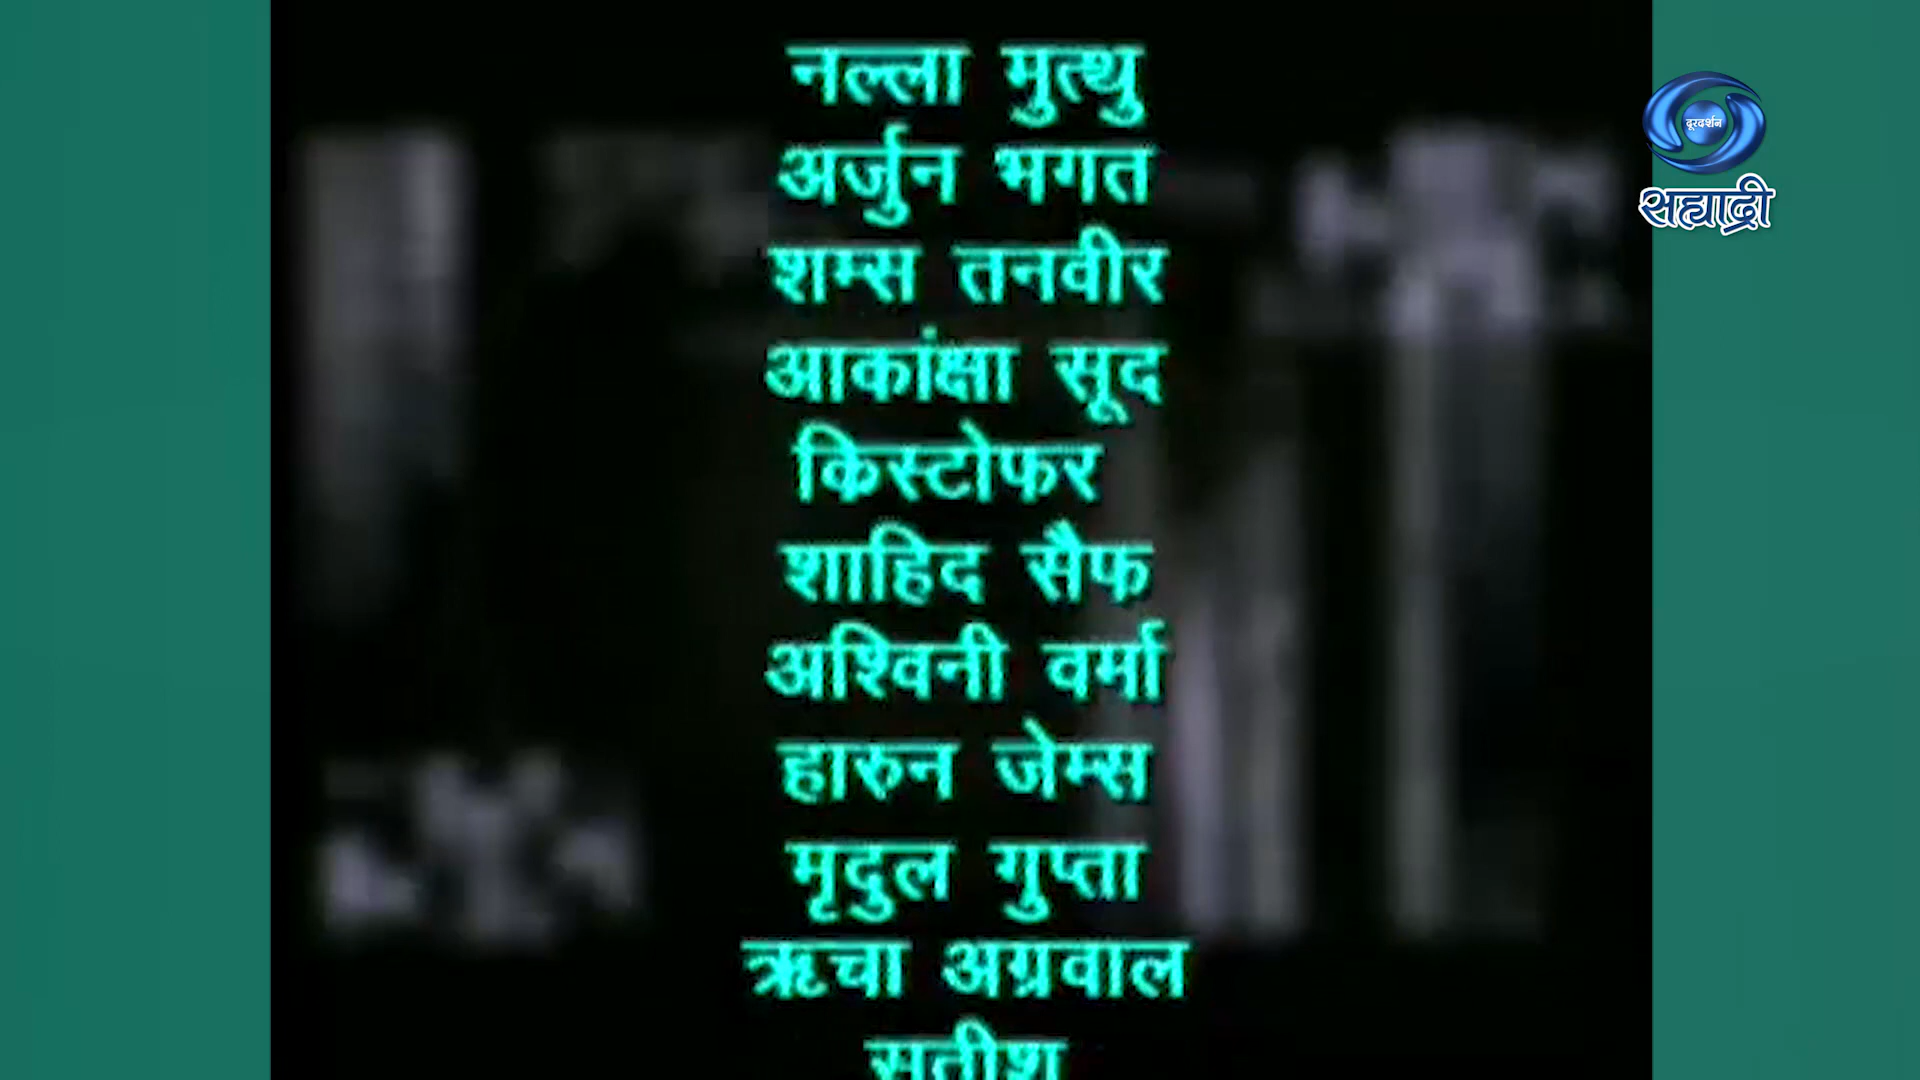 नल्ला मुत्थु
अर्जुन भगत
शम्स तनवीर
आकांक्षा सूद
क्रिस्टोफर
शाहिद सैफ
अश्विनी वर्मा
हारुन जेम्स
मृदुल गुप्ता
ऋचा अग्रवाल
सतीश
दूरदर्शन
सह्याद्री